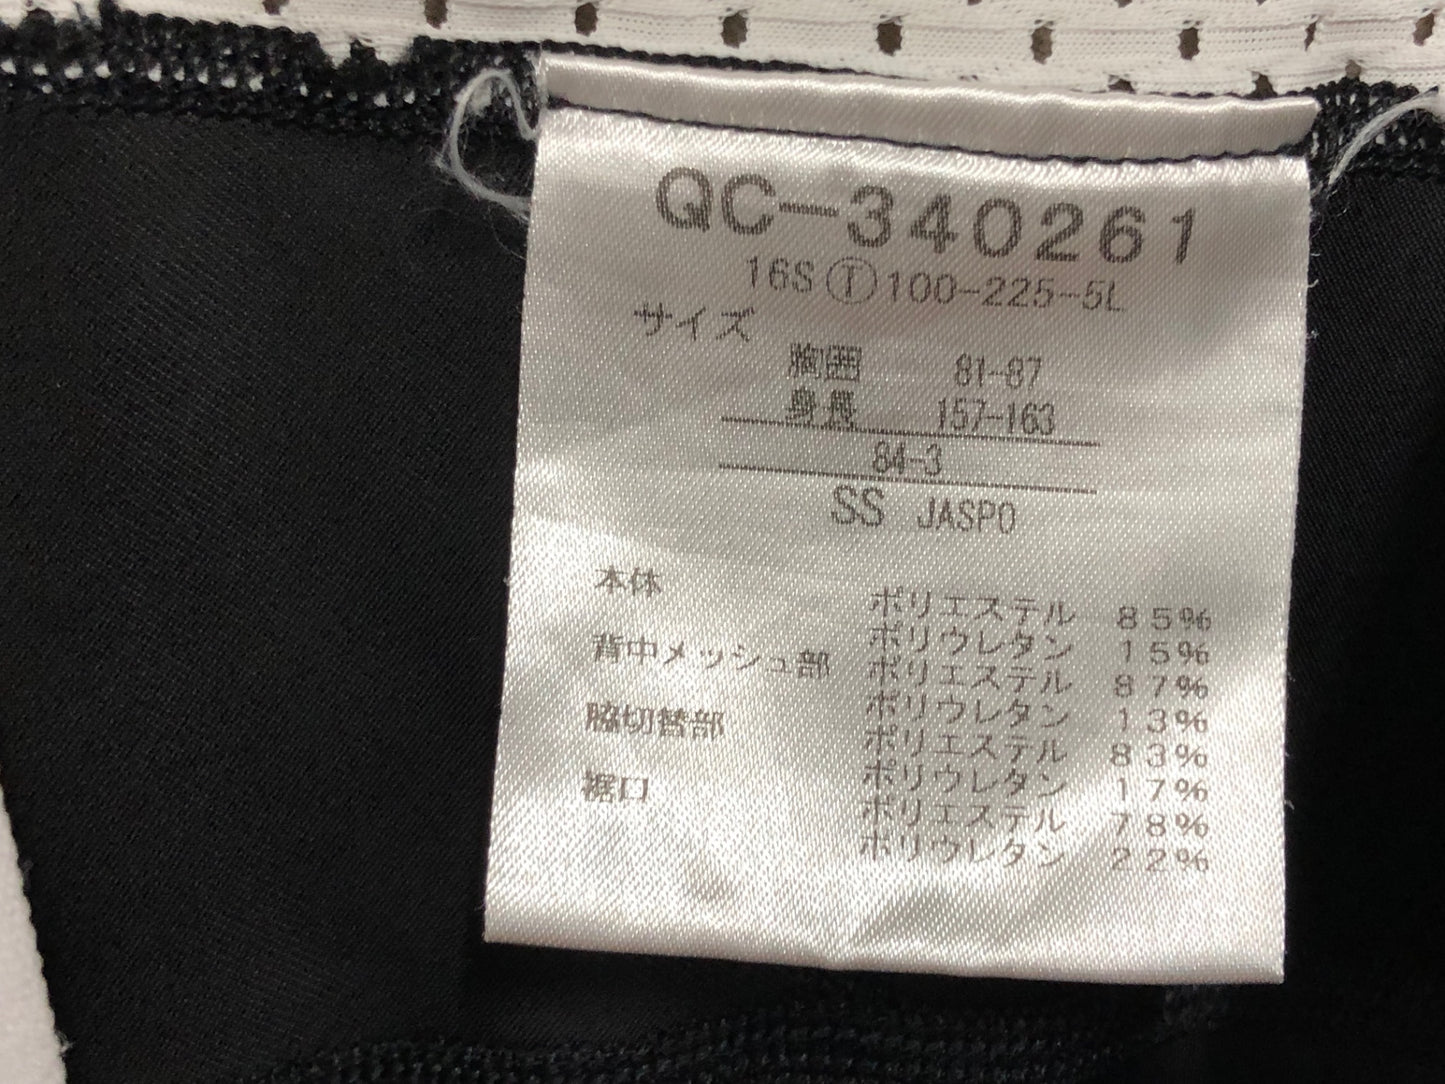 QC-340261
16S Ⓣ 100-225-5L
サイズ
胸囲 81-87
身長 157-163
84-3
SS JASPO
本体 ポリエステル 85%
ポリウレタン 15%
背中メッシュ部 ポリエステル 87%
ポリウレタン 13%
脇切替部 ポリエステル 83%
ポリウレタン 17%
裾口 ポリエステル 78%
ポリウレタン 22%